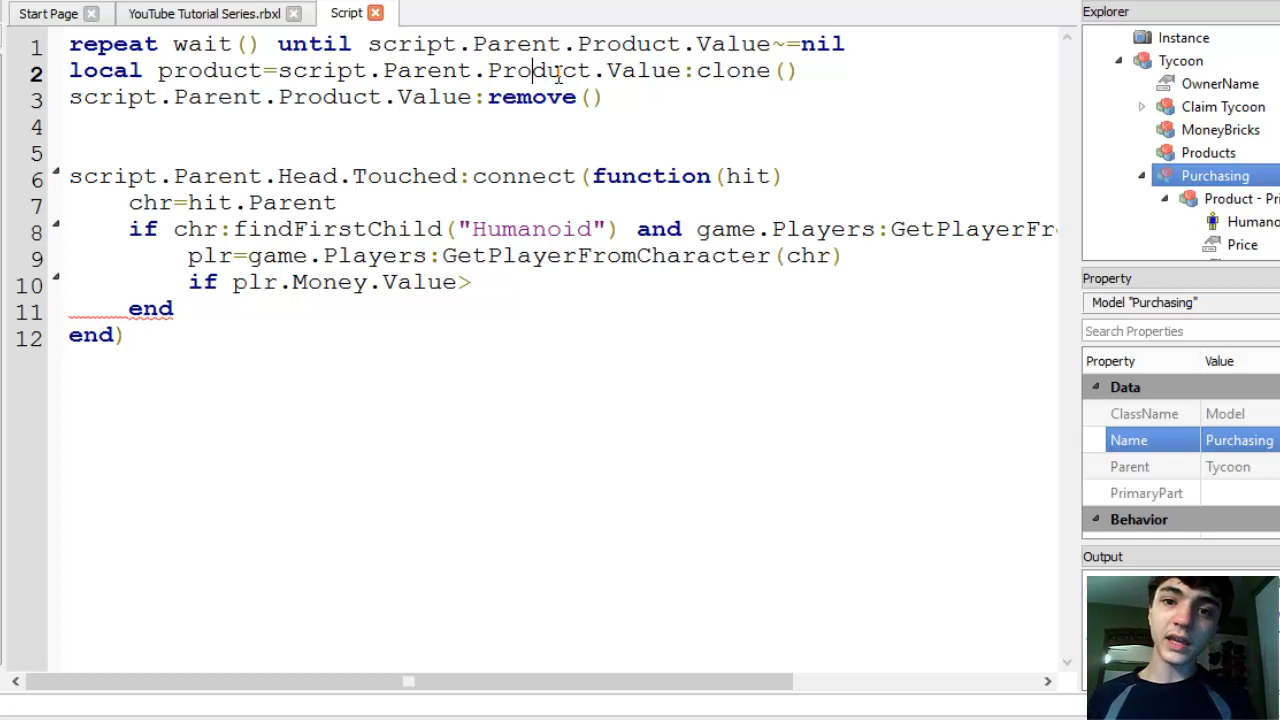 Start Page
YouTube Tutorial Series.rbxl
Script
1 repeat wait() until script.Parent.Product.Value~=nil
2 local product=script.Parent.Product.Value:clone()
3 script.Parent.Product.Value:remove()
4
5
6 script.Parent.Head.Touched:connect(function(hit)
7 chr=hit.Parent
8 if chr:findFirstChild("Humanoid") and game.Players:GetPlayerFr
9 plr=game.Players:GetPlayerFromCharacter(chr)
10 if plr.Money.Value>
11 end
12 end)
Explorer
Instance
Tycoon
OwnerName
Claim Tycoon
MoneyBricks
Products
Purchasing
Product - Pri
Humano
Price
Property
Model "Purchasing"
Search Properties
Property Value
Data
ClassName Model
Name Purchasing
Parent Tycoon
PrimaryPart
Behavior
Output